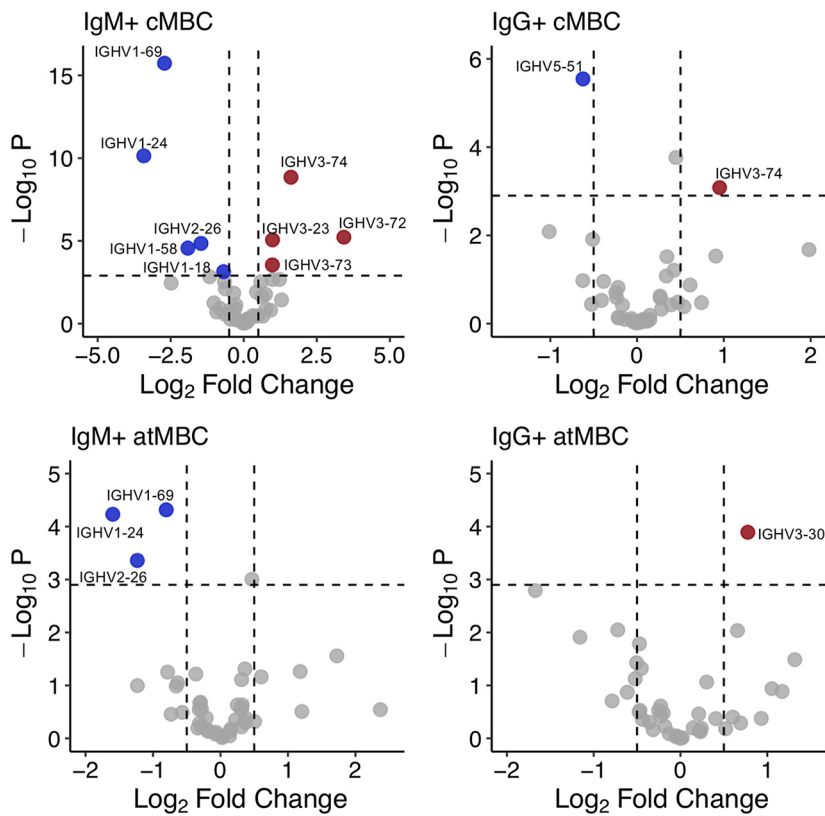 IgM+ cMBC
IGHV1-69
IGHV1-24
IGHV3-74
IGHV2-26
IGHV3-23
IGHV3-72
IGHV1-58
IGHV1-18
IGHV3-73
15
10
5
0
−Log10 P
−5.0 −2.5 0.0 2.5 5.0
Log2 Fold Change
IgG+ cMBC
IGHV5-51
IGHV3-74
6
4
2
0
−Log10 P
−1 0 1 2
Log2 Fold Change
IgM+ atMBC
IGHV1-69
IGHV1-24
IGHV2-26
5
4
3
2
1
0
−Log10 P
−2 −1 0 1 2
Log2 Fold Change
IgG+ atMBC
IGHV3-30
5
4
3
2
1
0
−Log10 P
−2 −1 0 1
Log2 Fold Change